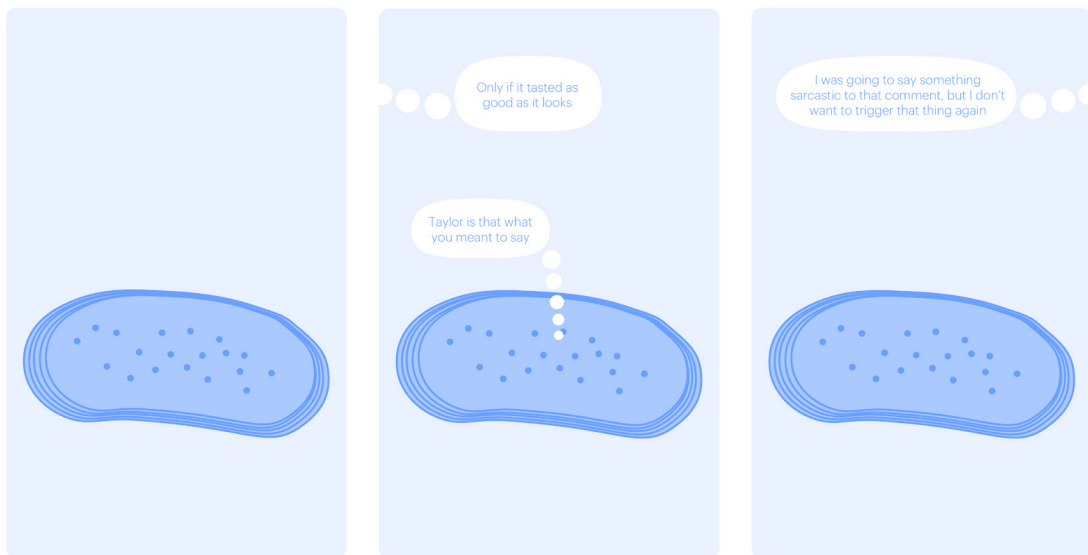 Only if it tasted as
good as it looks
Taylor is that what
you meant to say
I was going to say something
sarcastic to that comment, but I don't
want to trigger that thing again